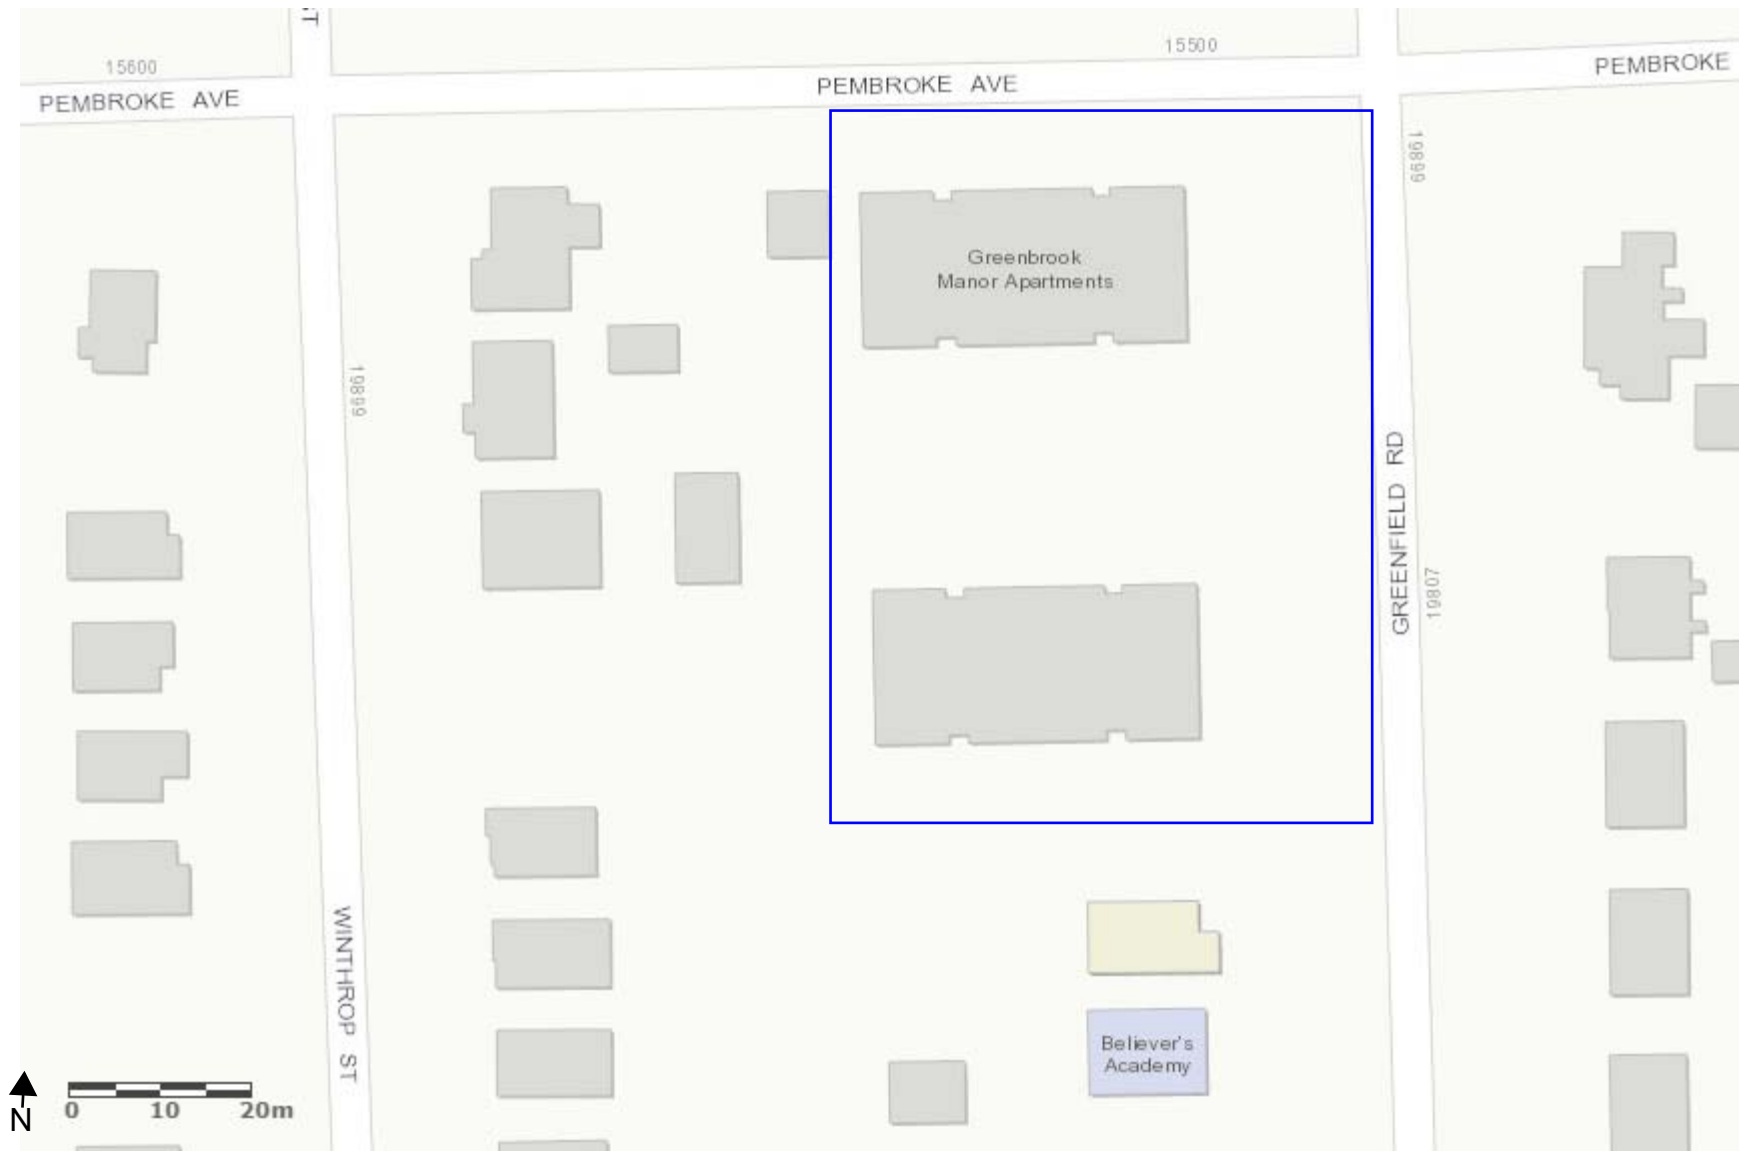 ST
15600
15500
PEMBROKE AVE
PEMBROKE AVE
PEMBROKE
19899
Greenbrook
Manor Apartments
19899
GREENFIELD RD
19807
WINTHROP ST
Believer's
Academy
N
0 10 20m